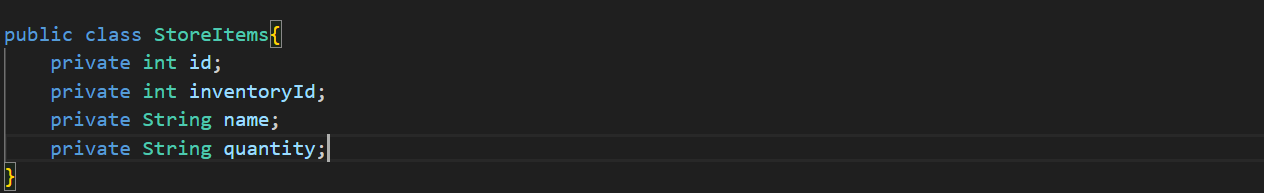 public class StoreItems{
    private int id;
    private int inventoryId;
    private String name;
    private String quantity;
}